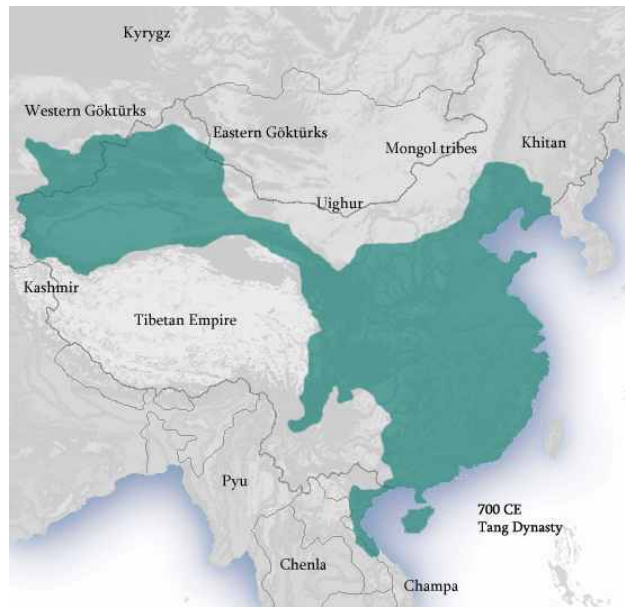 Kyrygz
Western Göktürks
Eastern Göktürks
Mongol tribes
Khitan
Uighur
Kashmir
Tibetan Empire
Pyu
700 CE
Tang Dynasty
Chenla
Champa